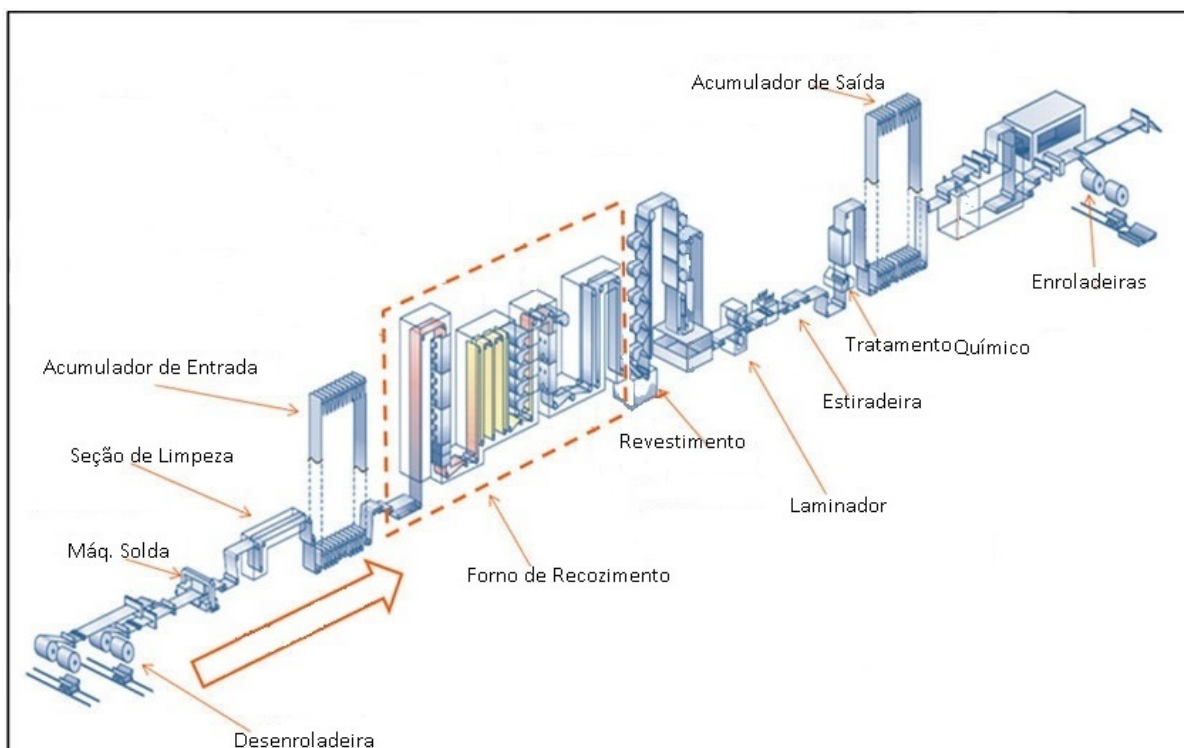 Acumulador de Saída
Enroladeiras
Tratamento Químico
Acumulador de Entrada
Estiradeira
Revestimento
Seção de Limpeza
Laminador
Máq. Solda
Forno de Recozimento
Desenroladeira